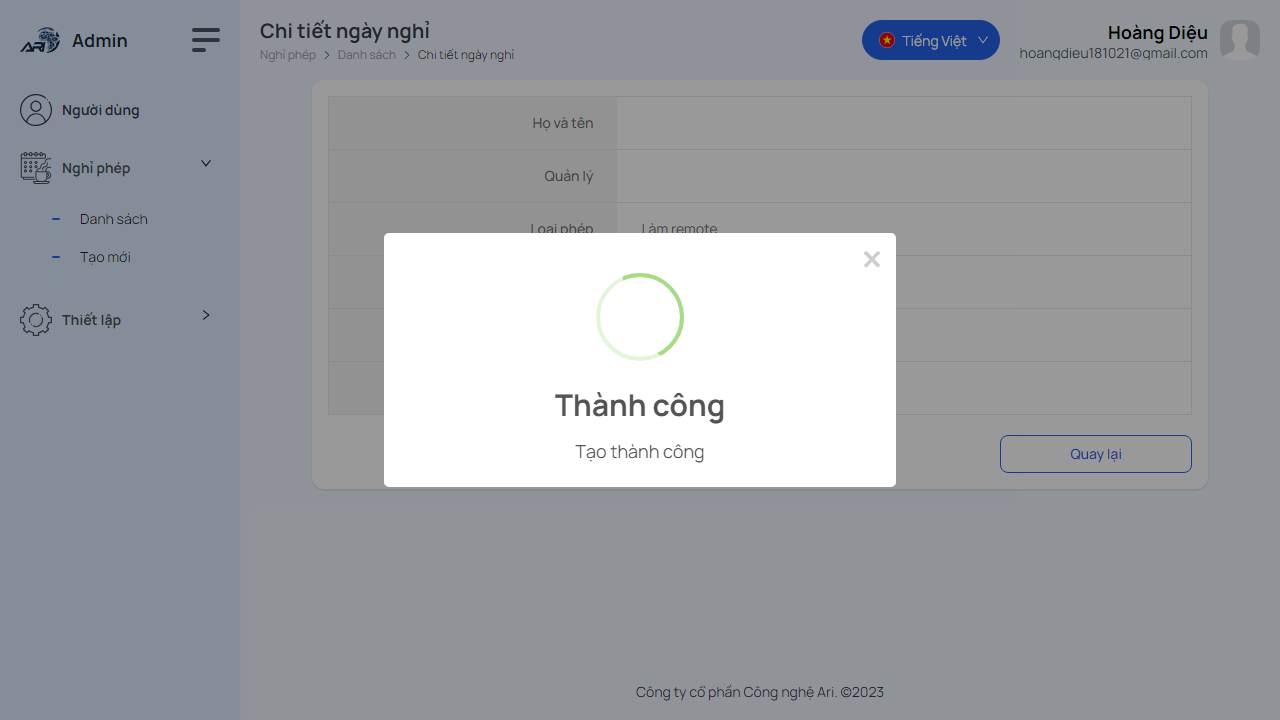 ARI
Admin
Người dùng
Nghỉ phép
Danh sách
Tạo mới
Thiết lập
Chi tiết ngày nghỉ
Nghỉ phép > Danh sách > Chi tiết ngày nghỉ
Tiếng Việt
Hoàng Diệu
hoangdieu181021@gmail.com
Họ và tên
Quản lý
Loại phép
Làm remote
×
Thành công
Tạo thành công
Quay lại
Công ty cổ phần Công nghệ Ari. ©2023